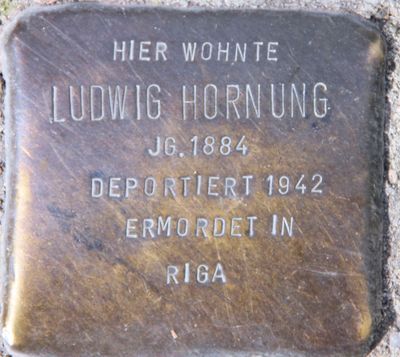 HIER WOHNTE
LUDWIG HORNUNG
JG. 1884
DEPORTIERT 1942
ERMORDET IN
RIGA